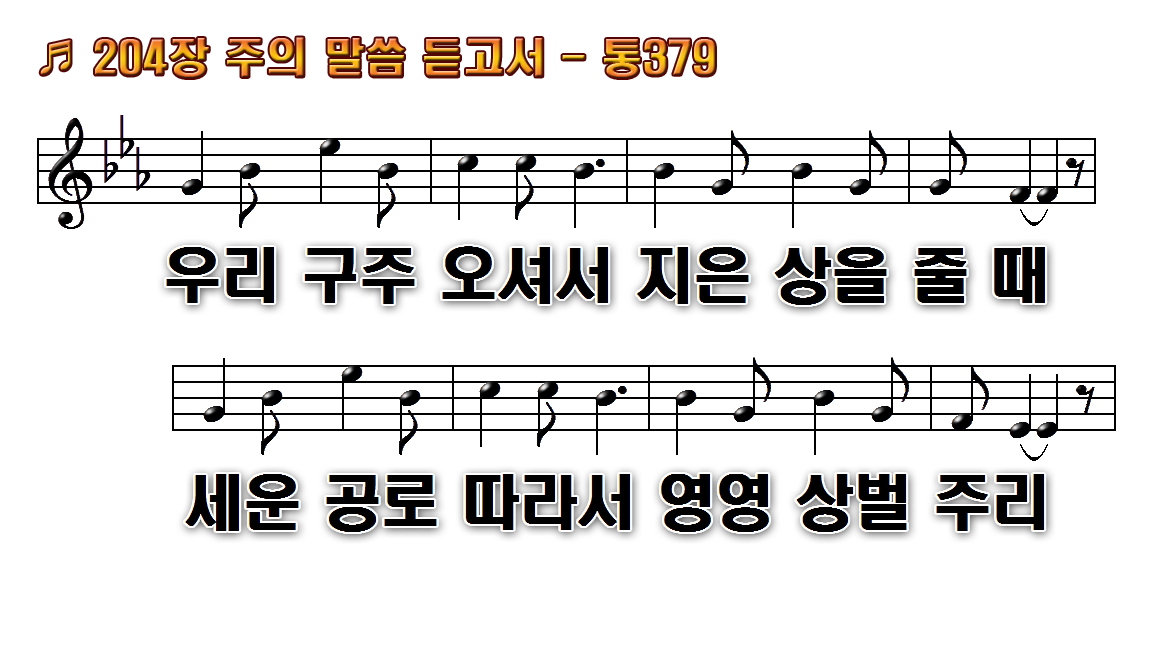 204장 주의 말씀 듣고서 - 통379
우리 구주 오셔서 지은 상을 줄 때
세운 공로 따라서 영영 상벌 주리